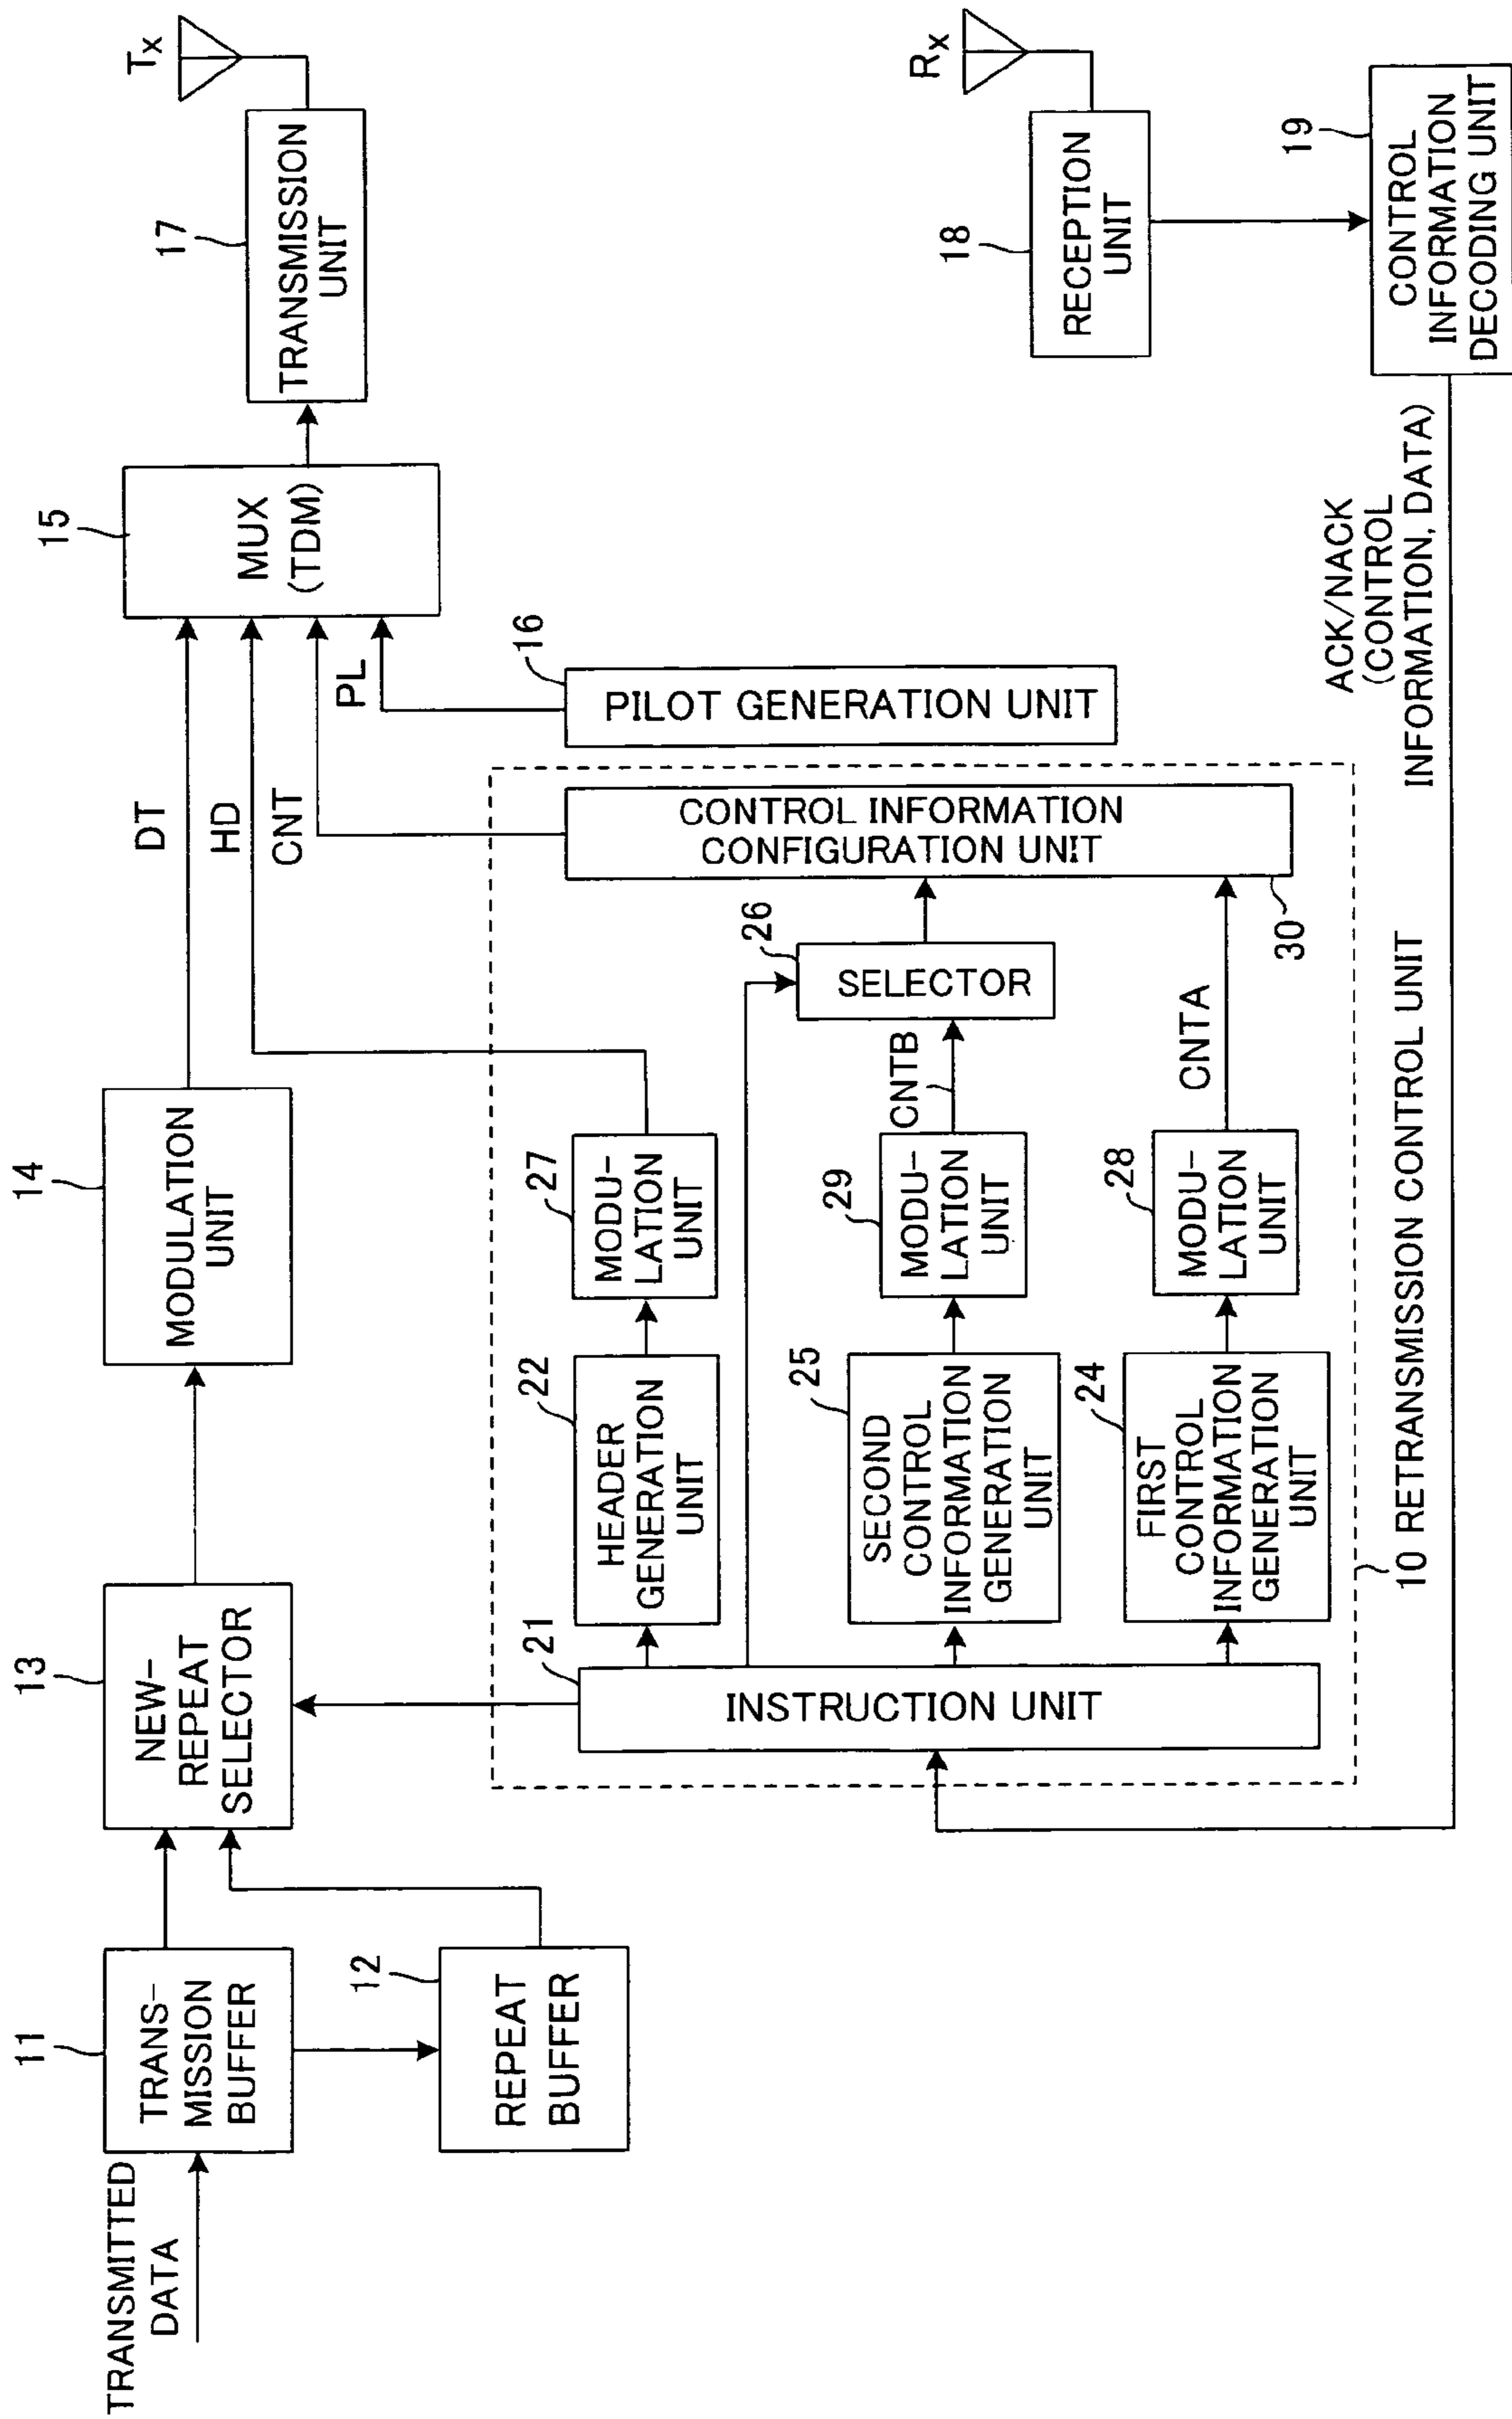 TRANSMITTED
DATA
11
TRANS-
MISSION
BUFFER
12
REPEAT
BUFFER
13
NEW-
REPEAT
SELECTOR
14
MODULATION
UNIT
DT
HD
CNT
PL
15
MUX
(TDM)
17
TRANSMISSION
UNIT
Tx
16
PILOT GENERATION UNIT
21
INSTRUCTION UNIT
22
HEADER
GENERATION
UNIT
27
MODU-
LATION
UNIT
25
SECOND
CONTROL
INFORMATION
GENERATION
UNIT
29
MODU-
LATION
UNIT
CNTB
26
SELECTOR
24
FIRST
CONTROL
INFORMATION
GENERATION
UNIT
28
MODU-
LATION
UNIT
CNTA
CONTROL INFORMATION
CONFIGURATION UNIT
30
10 RETRANSMISSION CONTROL UNIT
Rx
18
RECEPTION
UNIT
19
CONTROL
INFORMATION
DECODING UNIT
ACK/NACK
(CONTROL
INFORMATION, DATA)